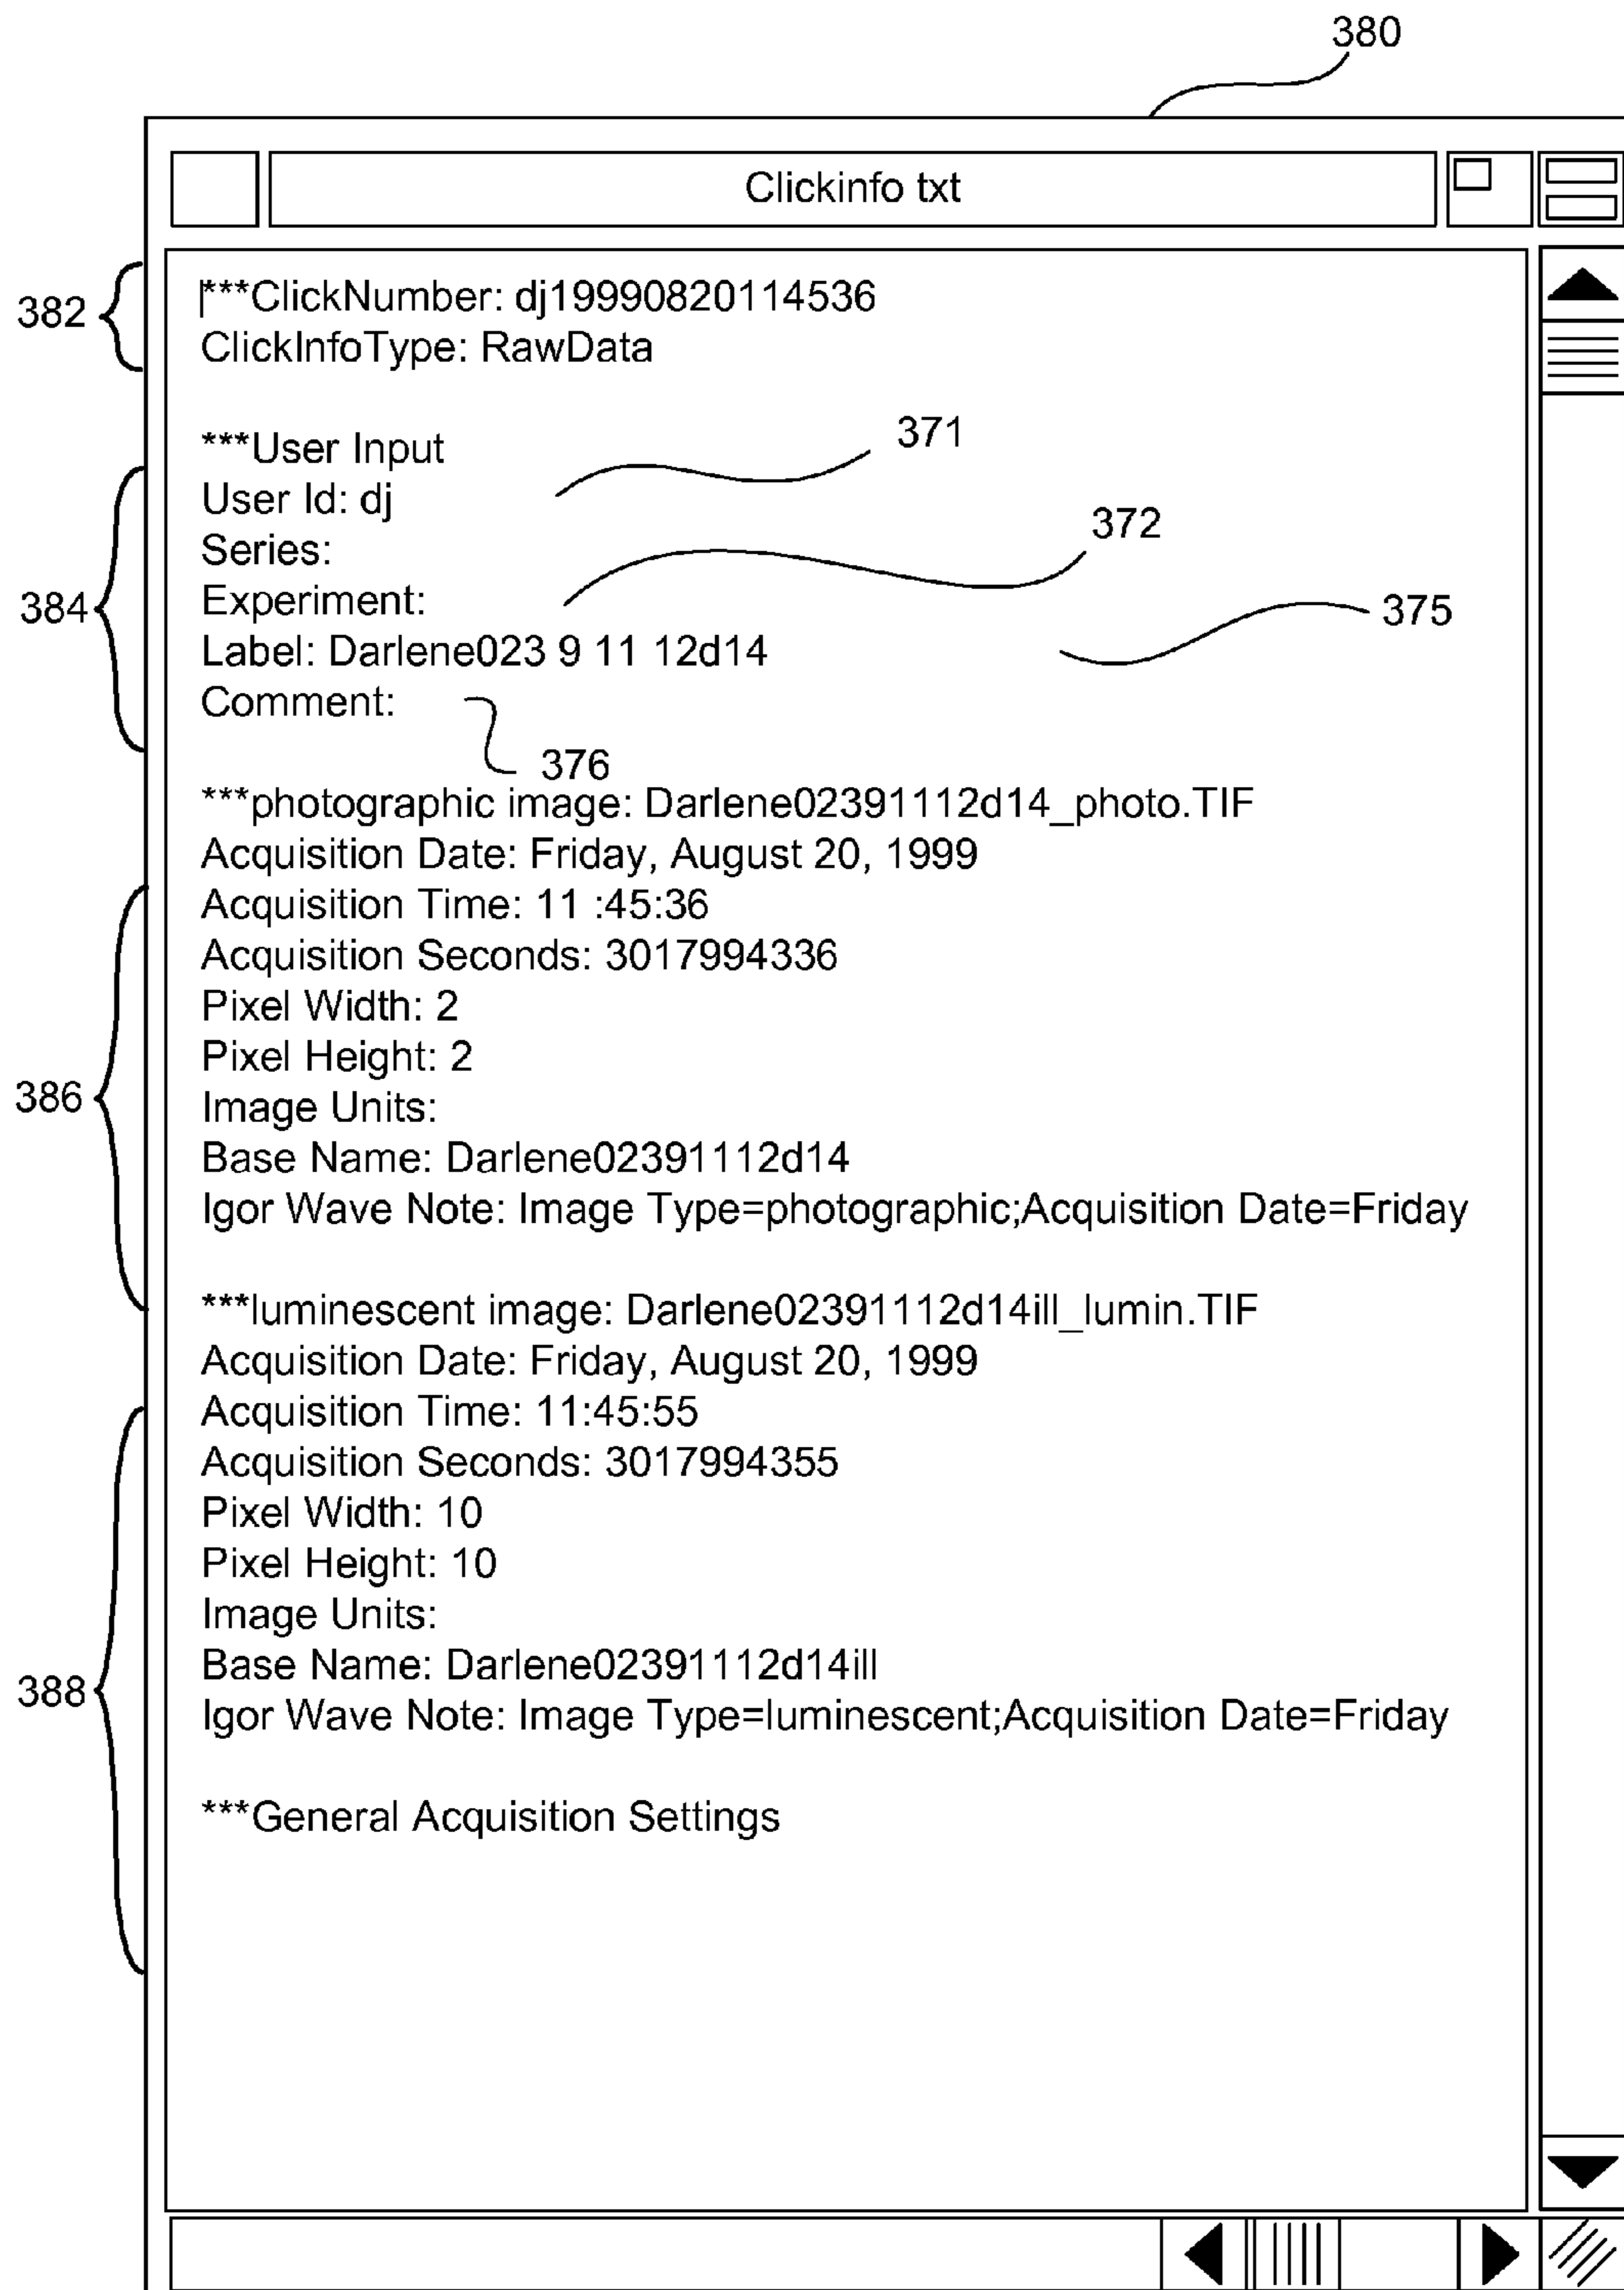 380
Clickinfo txt
382
***ClickNumber: dj19990820114536
ClickInfoType: RawData
***User Input
371
User Id: dj
Series:
372
384
Experiment:
375
Label: Darlene023 9 11 12d14
Comment:
376
***photographic image: Darlene02391112d14_photo.TIF
Acquisition Date: Friday, August 20, 1999
Acquisition Time: 11 :45:36
Acquisition Seconds: 3017994336
Pixel Width: 2
Pixel Height: 2
386
Image Units:
Base Name: Darlene02391112d14
Igor Wave Note: Image Type=photographic;Acquisition Date=Friday
***luminescent image: Darlene02391112d14ill_lumin.TIF
Acquisition Date: Friday, August 20, 1999
Acquisition Time: 11:45:55
Acquisition Seconds: 3017994355
Pixel Width: 10
Pixel Height: 10
Image Units:
Base Name: Darlene02391112d14ill
388
Igor Wave Note: Image Type=luminescent;Acquisition Date=Friday
***General Acquisition Settings